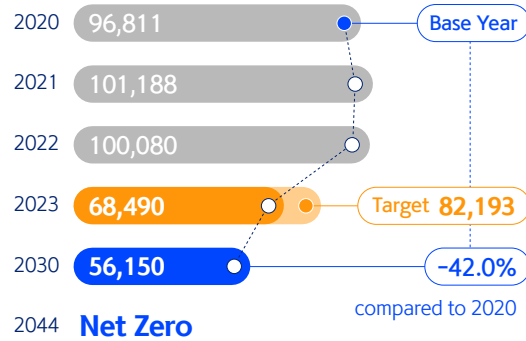 2020 96,811 Base Year
2021 101,188
2022 100,080
2023 68,490 Target 82,193
2030 56,150 -42.0%
compared to 2020
2044 Net Zero